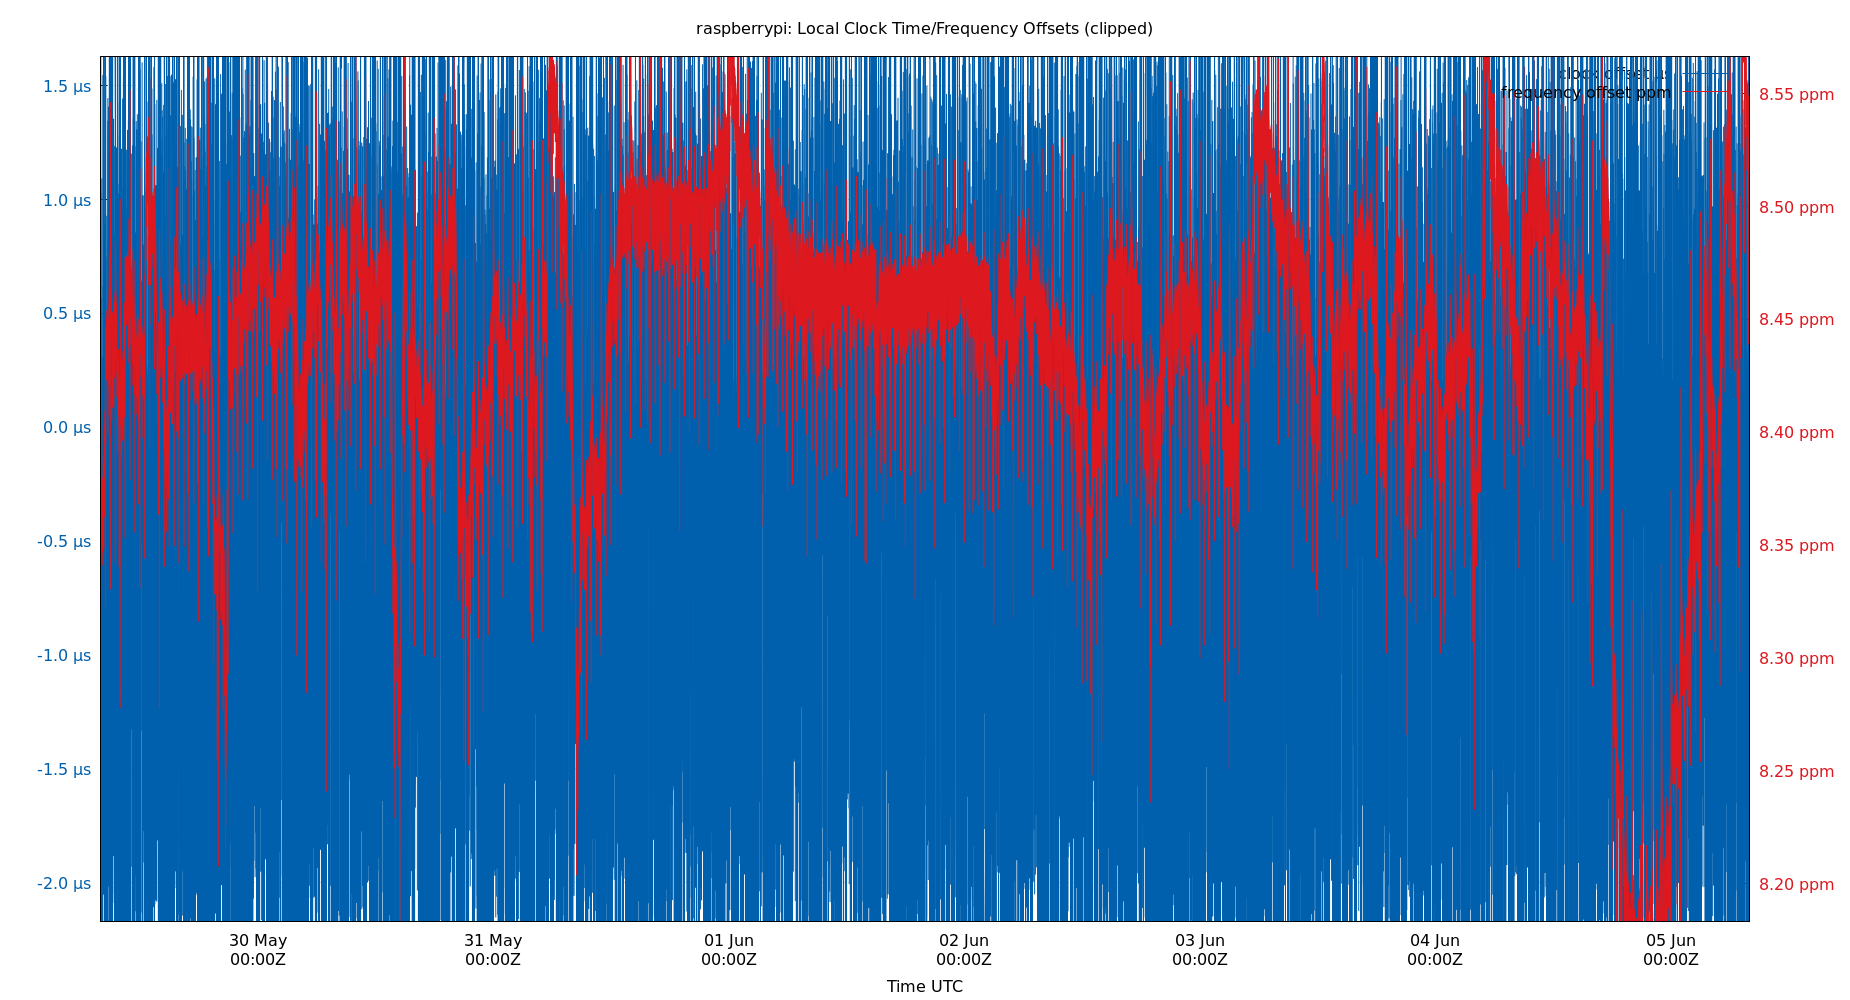 raspberrypi: Local Clock Time/Frequency Offsets (clipped)
clock offset µs
frequency offset ppm
1.5 µs
1.0 µs
0.5 µs
0.0 µs
-0.5 µs
-1.0 µs
-1.5 µs
-2.0 µs
8.55 ppm
8.50 ppm
8.45 ppm
8.40 ppm
8.35 ppm
8.30 ppm
8.25 ppm
8.20 ppm
30 May
00:00Z
31 May
00:00Z
01 Jun
00:00Z
02 Jun
00:00Z
03 Jun
00:00Z
04 Jun
00:00Z
05 Jun
00:00Z
Time UTC